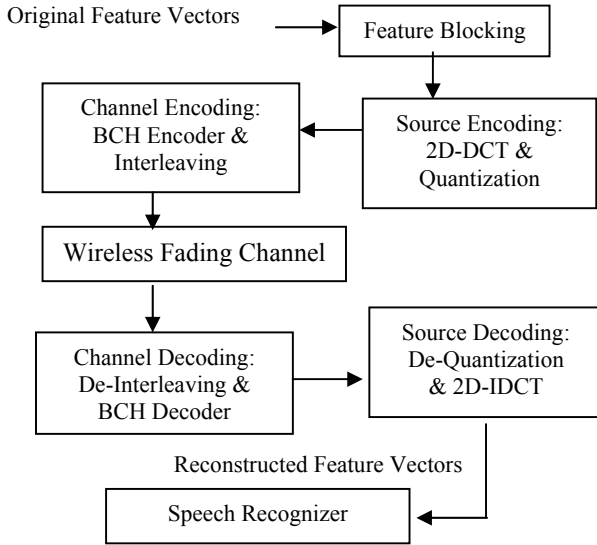 Original Feature Vectors
Feature Blocking
Channel Encoding:
BCH Encoder &
Interleaving
Source Encoding:
2D-DCT &
Quantization
Wireless Fading Channel
Channel Decoding:
De-Interleaving &
BCH Decoder
Source Decoding:
De-Quantization
& 2D-IDCT
Reconstructed Feature Vectors
Speech Recognizer